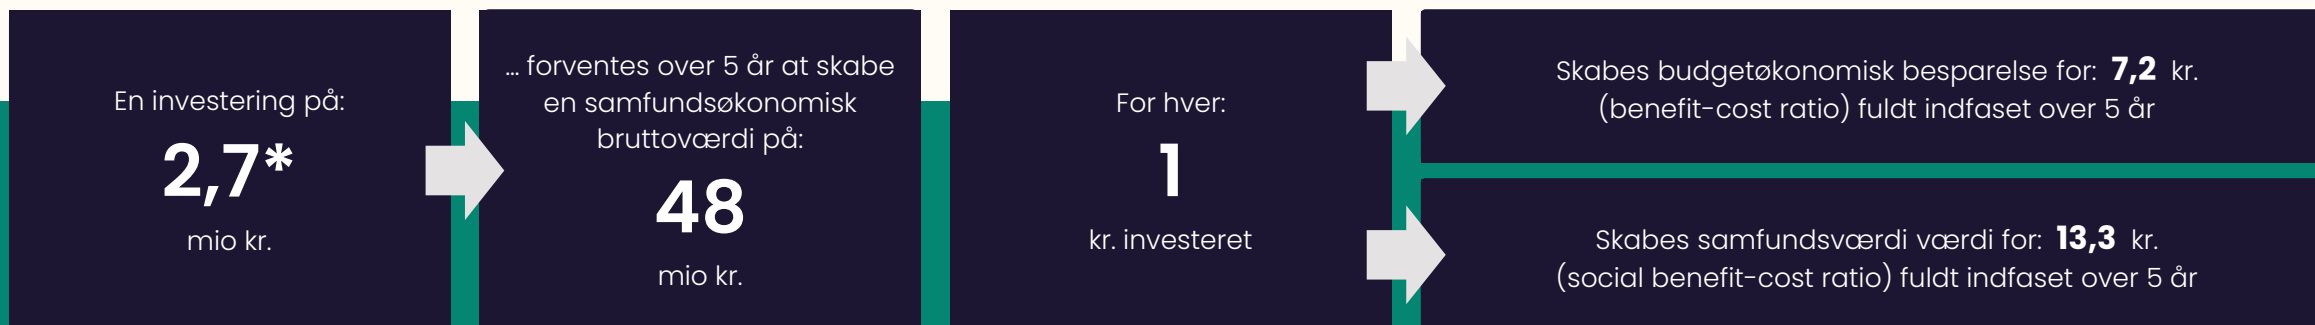 En investering på:
2,7*
mio kr.
... forventes over 5 år at skabe
en samfundsøkonomisk
bruttoværdi på:
48
mio kr.
For hver:
1
kr. investeret
Skabes budgetøkonomisk besparelse for: 7,2 kr.
(benefit-cost ratio) fuldt indfaset over 5 år
Skabes samfundsværdi værdi for: 13,3 kr.
(social benefit-cost ratio) fuldt indfaset over 5 år